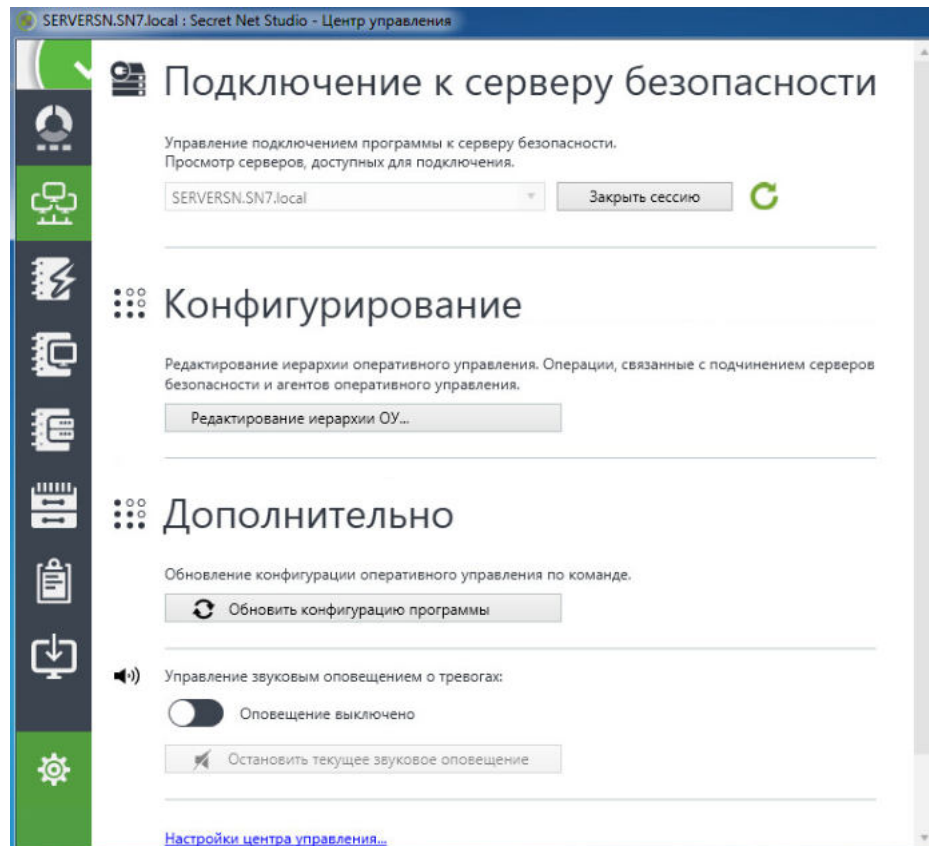 SERVERSN.SN7.local : Secret Net Studio - Центр управления
Подключение к серверу безопасности
Управление подключением программы к серверу безопасности.
Просмотр серверов, доступных для подключения.
SERVERSN.SN7.local
Закрыть сессию
Конфигурирование
Редактирование иерархии оперативного управления. Операции, связанные с подчинением серверов
безопасности и агентов оперативного управления.
Редактирование иерархии ОУ...
Дополнительно
Обновление конфигурации оперативного управления по команде.
Обновить конфигурацию программы
Управление звуковым оповещением о тревогах:
Оповещение выключено
Остановить текущее звуковое оповещение
Настройки центра управления...